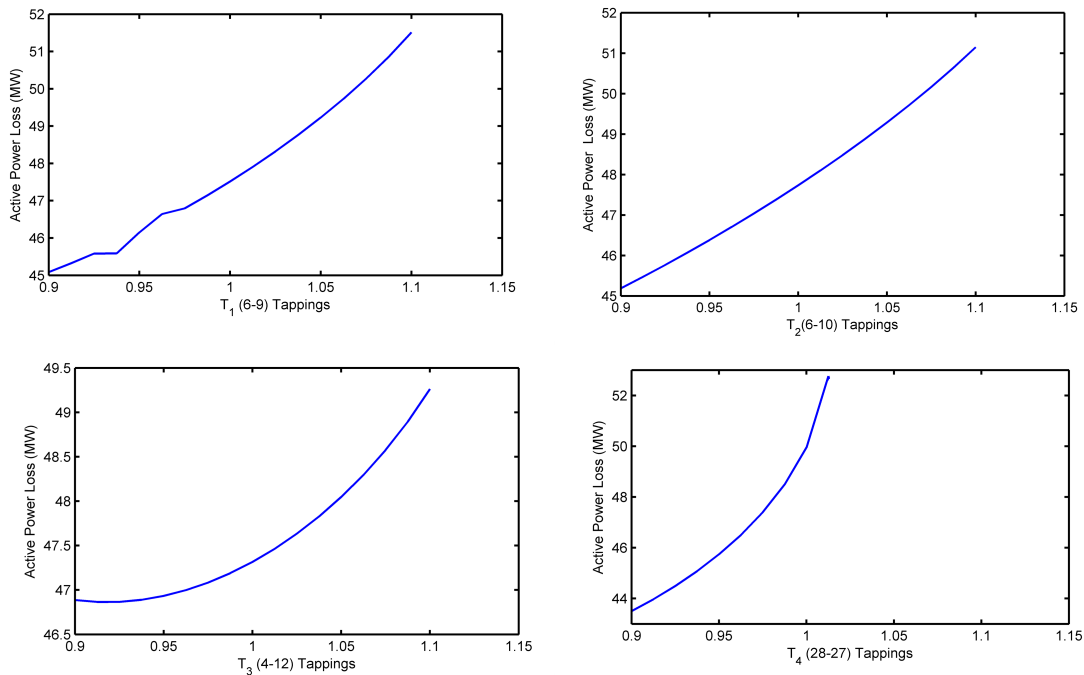 52
51
50
49
48
47
46
45
Active Power Loss (MW)
0.9 0.95 1 1.05 1.1 1.15
T1 (6-9) Tappings
52
51
50
49
48
47
46
45
Active Power Loss (MW)
0.9 0.95 1 1.05 1.1 1.15
T2(6-10) Tappings
49.5
49
48.5
48
47.5
47
46.5
Active Power Loss (MW)
0.9 0.95 1 1.05 1.1 1.15
T3 (4-12) Tappings
52
50
48
46
44
Active Power Loss (MW)
0.9 0.95 1 1.05 1.1 1.15
T4 (28-27) Tappings